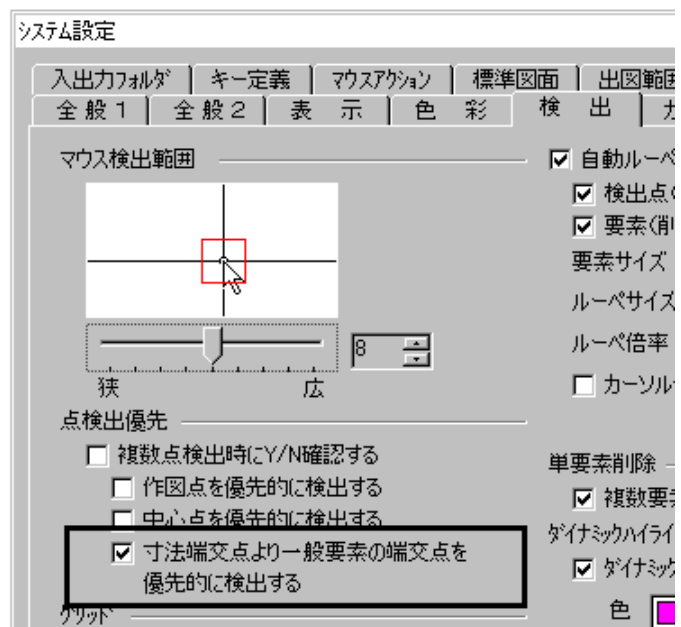 システム設定
入出力フォルダ キー定義 マウスアクション 標準図面 出図範囲
全般1 全般2 表示 色彩 検出
マウス検出範囲
8
狭 広
点検出優先
複数点検出時にY/N確認する
作図点を優先的に検出する
中心点を優先的に検出する
寸法端交点より一般要素の端交点を
優先的に検出する
グリッド
自動ルーペ
検出点の
要素(削
要素サイズ
ルーペサイズ
ルーペ倍率
カーソル
単要素削除
複数要素
ダイナミックハイライ
ダイナミック
色